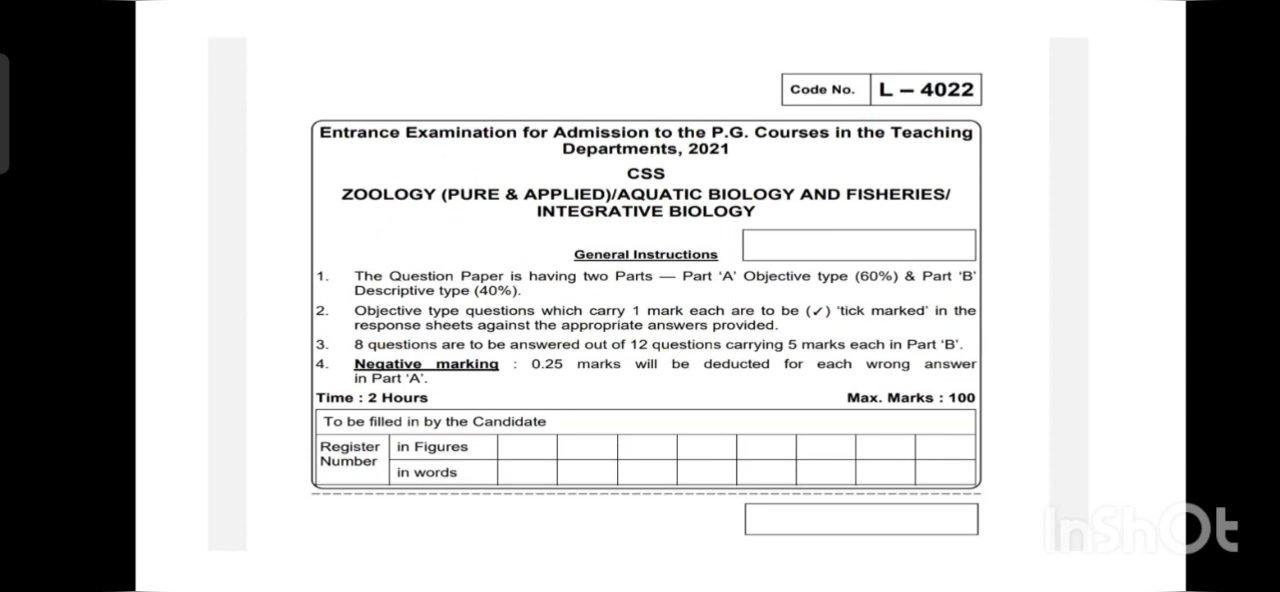 Code No. L – 4022
Entrance Examination for Admission to the P.G. Courses in the Teaching
Departments, 2021
CSS
ZOOLOGY (PURE & APPLIED)/AQUATIC BIOLOGY AND FISHERIES/
INTEGRATIVE BIOLOGY
General Instructions
1. The Question Paper is having two Parts — Part ‘A’ Objective type (60%) & Part ‘B’
Descriptive type (40%).
2. Objective type questions which carry 1 mark each are to be (✓) ‘tick marked’ in the
response sheets against the appropriate answers provided.
3. 8 questions are to be answered out of 12 questions carrying 5 marks each in Part ‘B’.
4. Negative marking : 0.25 marks will be deducted for each wrong answer
in Part ‘A’.
Time : 2 Hours Max. Marks : 100
To be filled in by the Candidate
Register in Figures
Number
in words
InShOt